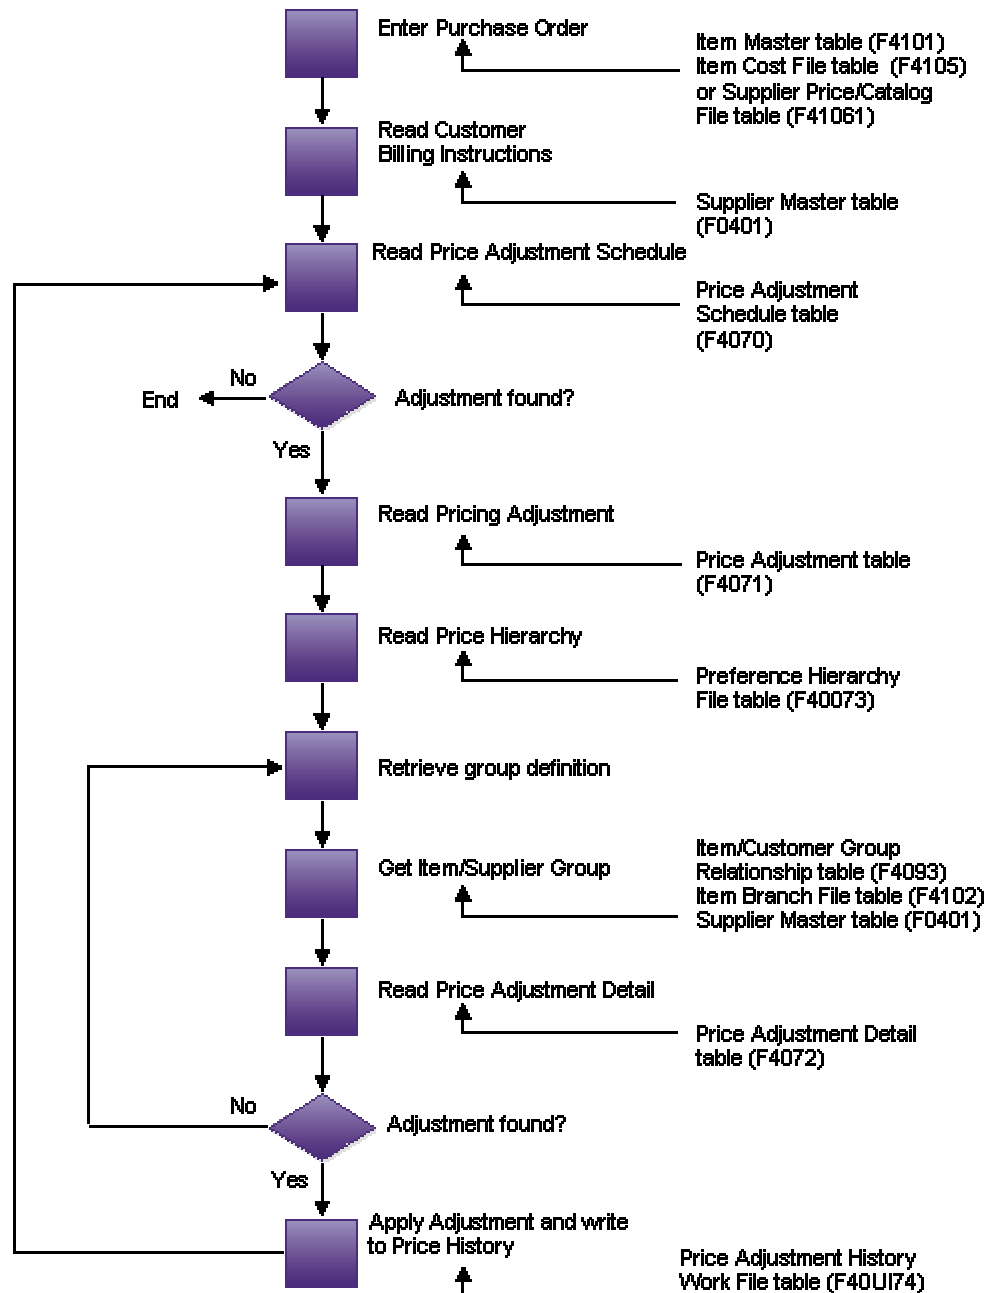 Enter Purchase Order
Item Master table (F4101)
Item Cost File table (F4105)
or Supplier Price/Catalog
File table (F41061)
Read Customer
Billing Instructions
Supplier Master table
(F0401)
Read Price Adjustment Schedule
Price Adjustment
Schedule table
(F4070)
No
End
Adjustment found?
Yes
Read Pricing Adjustment
Price Adjustment table
(F4071)
Read Price Hierarchy
Preference Hierarchy
File table (F40073)
Retrieve group definition
Get Item/Supplier Group
Item/Customer Group
Relationship table (F4093)
Item Branch File table (F4102)
Supplier Master table (F0401)
Read Price Adjustment Detail
Price Adjustment Detail
table (F4072)
No
Adjustment found?
Yes
Apply Adjustment and write
to Price History
Price Adjustment History
Work File table (F40UI74)